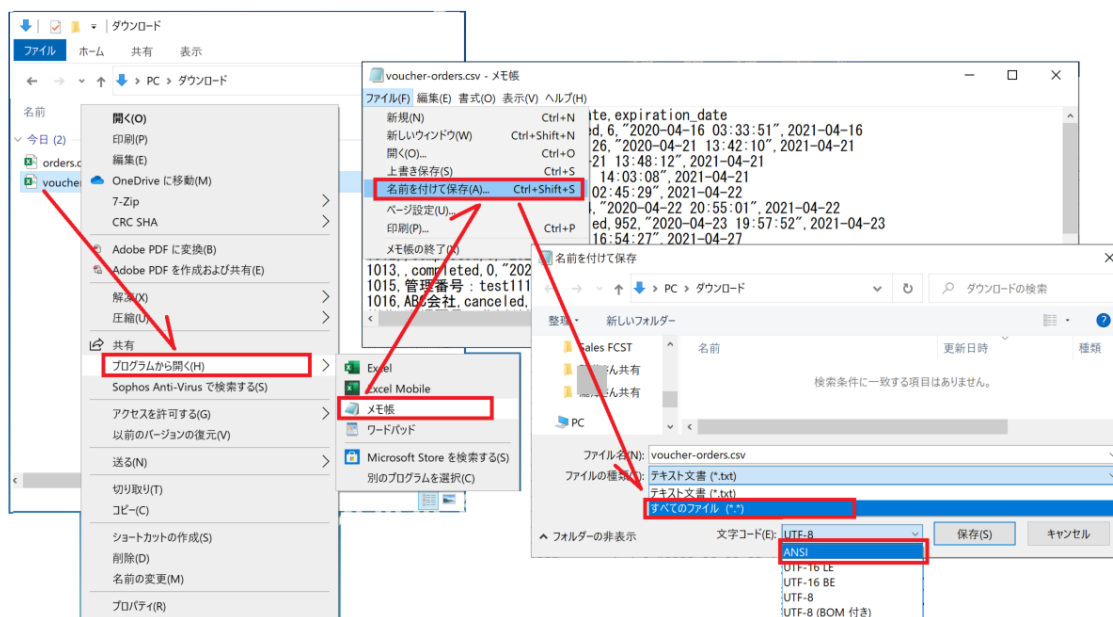 ダウンロード
ファイル ホーム 共有 表示
PC > ダウンロード
名前
今日 (2)
orders.c
vouche
開く(O)
印刷(P)
編集(E)
OneDrive に移動(M)
7-Zip
CRC SHA
Adobe PDF に変換(B)
Adobe PDF を作成および共有(E)
解凍(X)
圧縮(U)
共有
プログラムから開く(H)
Sophos Anti-Virus で検索する(S)
アクセスを許可する(G)
以前のバージョンの復元(V)
送る(N)
切り取り(T)
コピー(C)
ショートカットの作成(S)
削除(D)
名前の変更(M)
プロパティ(R)
Excel
Excel Mobile
メモ帳
ワードパッド
Microsoft Store を検索する(S)
別のプログラムを選択(C)
voucher-orders.csv - メモ帳
ファイル(F) 編集(E) 書式(O) 表示(V) ヘルプ(H)
新規(N) Ctrl+N
新しいウィンドウ(W) Ctrl+Shift+N
開く(O)... Ctrl+O
上書き保存(S) Ctrl+S
名前を付けて保存(A)... Ctrl+Shift+S
ページ設定(U)...
印刷(P)... Ctrl+P
メモ帳の終了(X)
ate,expiration_date
ed,6,"2020-04-16 03:33:51",2021-04-16
26,"2020-04-21 13:42:10",2021-04-21
-21 13:48:12",2021-04-21
14:03:08",2021-04-21
02:45:29",2021-04-22
4,"2020-04-22 20:55:01",2021-04-22
ed,952,"2020-04-23 19:57:52",2021-04-23
16:54:27",2021-04-27
1013,,completed,0,"202
1015,管理番号：test111
1016,ABC会社,canceled,
名前を付けて保存
PC > ダウンロード
ダウンロードの検索
整理 新しいフォルダー
Sales FCST
さん共有
さん共有
PC
名前 更新日時 種類
検索条件に一致する項目はありません。
ファイル名(N): voucher-orders.csv
ファイルの種類(T): テキスト文書 (*.txt)
テキスト文書 (*.txt)
すべてのファイル (*.*)
フォルダーの非表示
文字コード(E): UTF-8
保存(S) キャンセル
ANSI
UTF-16 LE
UTF-16 BE
UTF-8
UTF-8 (BOM 付き)